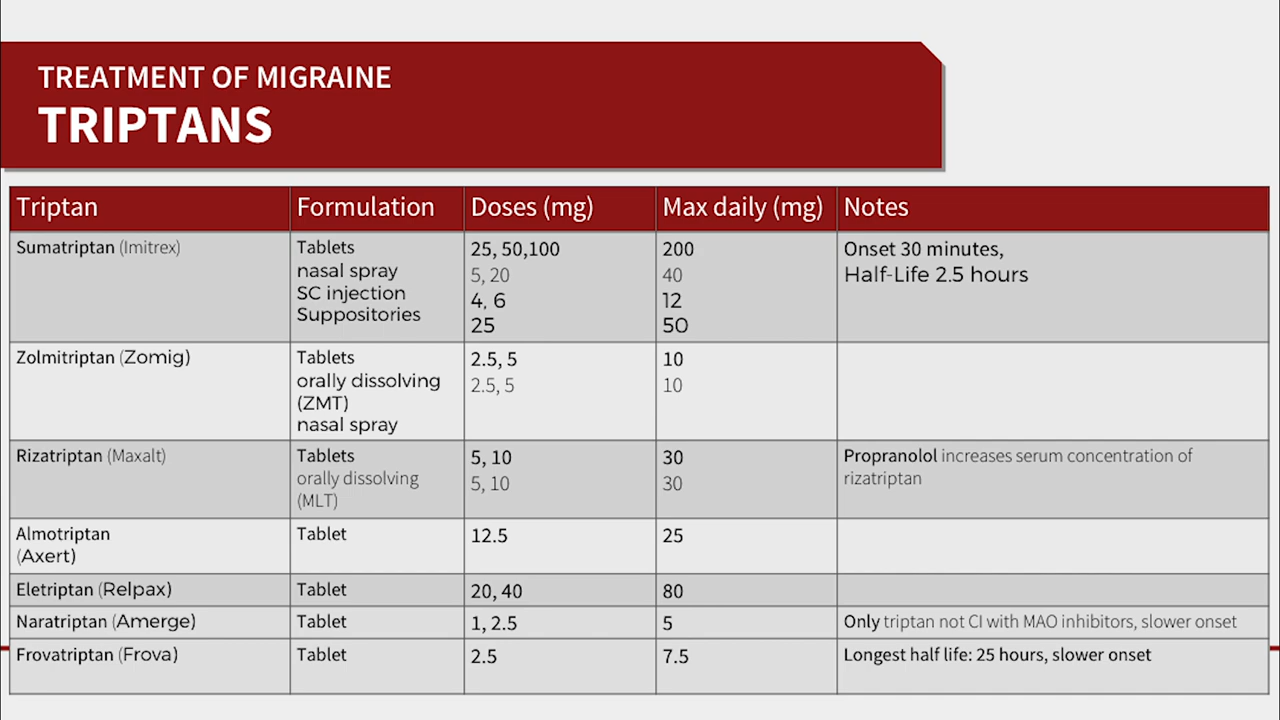 TREATMENT OF MIGRAINE
TRIPTANS
Triptan
Formulation
Doses (mg)
Max daily (mg)
Notes
Sumatriptan (Imitrex)
Tablets
nasal spray
SC injection
Suppositories
25, 50,100
5, 20
4, 6
25
200
40
12
50
Onset 30 minutes,
Half-Life 2.5 hours
Zolmitriptan (Zomig)
Tablets
orally dissolving
(ZMT)
nasal spray
2.5, 5
2.5, 5
10
10
Rizatriptan (Maxalt)
Tablets
orally dissolving
(MLT)
5, 10
5, 10
30
30
Propranolol increases serum concentration of
rizatriptan
Almotriptan
(Axert)
Tablet
12.5
25
Eletriptan (Relpax)
Tablet
20, 40
80
Naratriptan (Amerge)
Tablet
1, 2.5
5
Only triptan not CI with MAO inhibitors, slower onset
Frovatriptan (Frova)
Tablet
2.5
7.5
Longest half life: 25 hours, slower onset